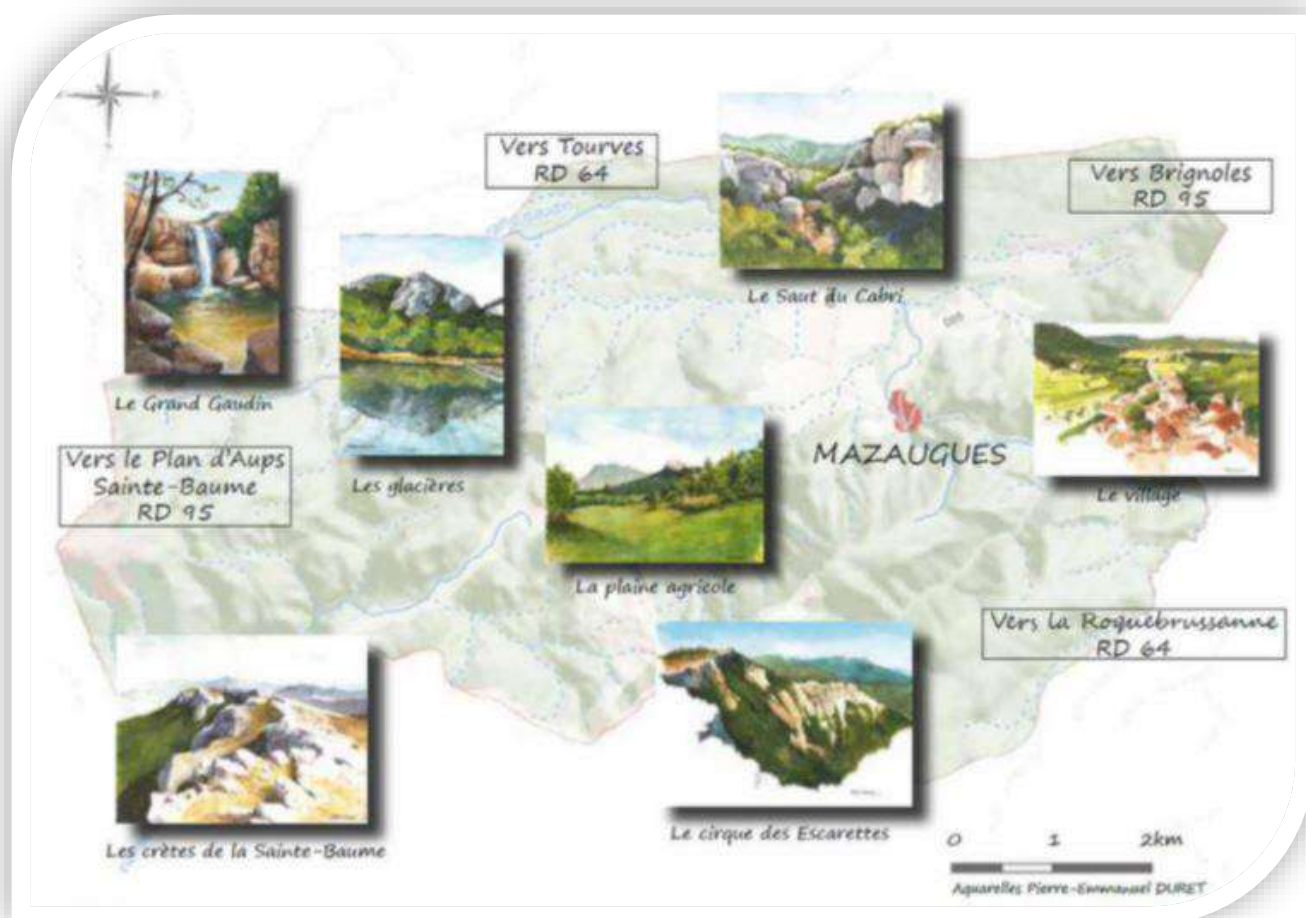 Vers Tourves
RD 64
Vers Brignoles
RD 95
Le Saut du Cabri
Le Grand Gaudin
Les glacières
MAZAUGUES
Le village
Vers le Plan d'Aups
Sainte-Baume
RD 95
La plaine agricole
Vers la Roquebrussanne
RD 64
Les crètes de la Sainte-Baume
Le cirque des Escarettes
0 1 2km
Aquarelles Pierre-Emmanuel DURET